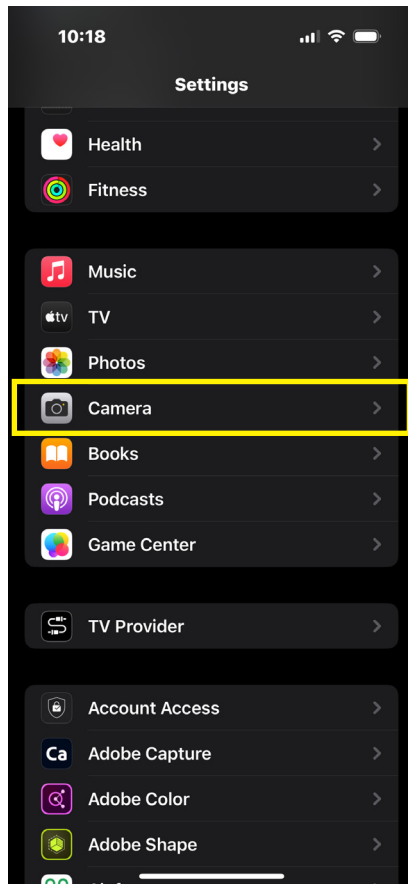 10:18
Settings
Health
Fitness
Music
tv TV
Photos
Camera
Books
Podcasts
Game Center
TV Provider
Account Access
Ca Adobe Capture
Adobe Color
Adobe Shape